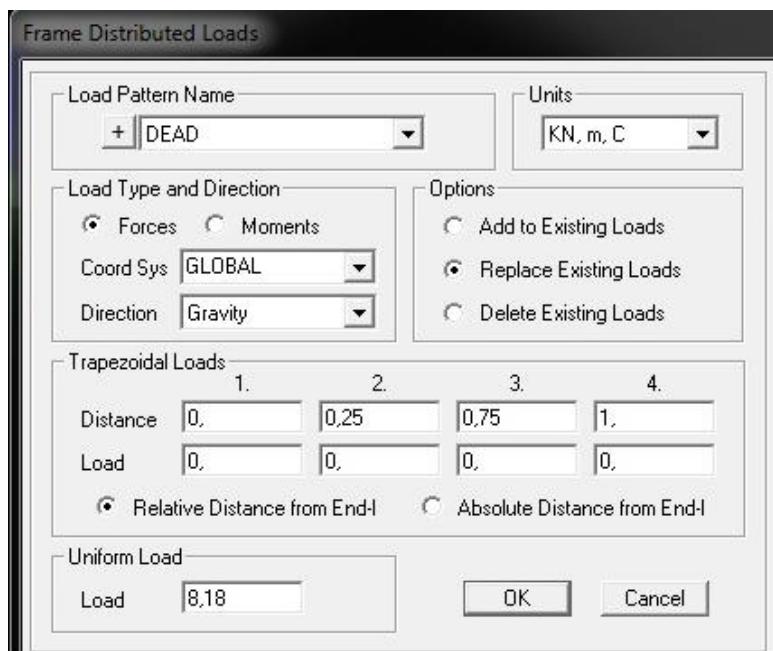 Frame Distributed Loads
Load Pattern Name
Units
+ DEAD
KN, m, C
Load Type and Direction
Options
Forces Moments
Add to Existing Loads
Coord Sys GLOBAL
Replace Existing Loads
Direction Gravity
Delete Existing Loads
Trapezoidal Loads
1. 2. 3. 4.
Distance 0, 0,25 0,75 1,
Load 0, 0, 0, 0,
Relative Distance from End-I Absolute Distance from End-I
Uniform Load
Load 8,18
OK Cancel